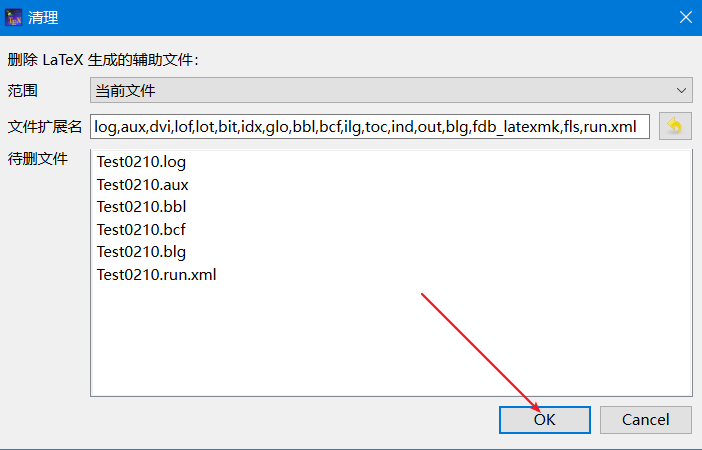 清理
删除 LaTeX 生成的辅助文件：
范围 当前文件
文件扩展名 log,aux,dvi,lof,lot,bit,idx,glo,bbl,bcf,ilg,toc,ind,out,blg,fdb_latexmk,fls,run.xml
待删文件
Test0210.log
Test0210.aux
Test0210.bbl
Test0210.bcf
Test0210.blg
Test0210.run.xml
OK Cancel